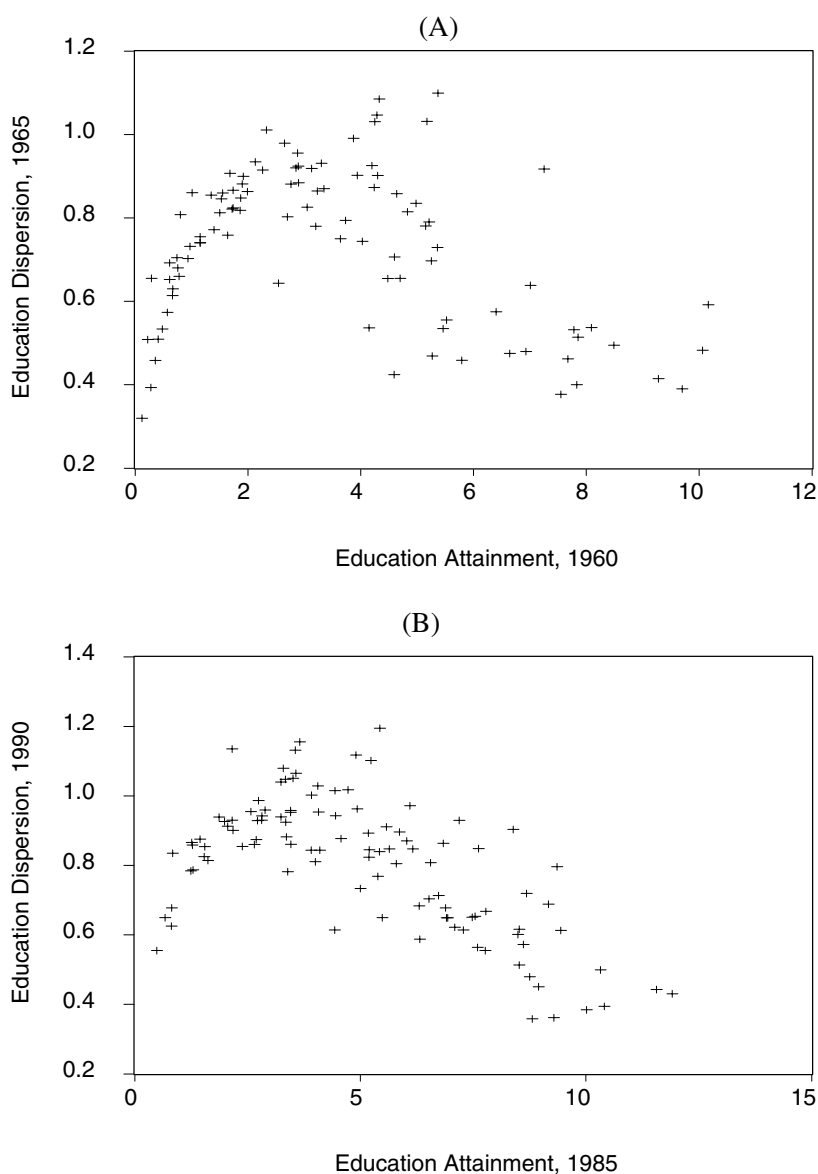 (A)
1.2
1.0
0.8
0.6
0.4
0.2
Education Dispersion, 1965
0 2 4 6 8 10 12
Education Attainment, 1960
(B)
1.4
1.2
1.0
0.8
0.6
0.4
0.2
Education Dispersion, 1990
0 5 10 15
Education Attainment, 1985